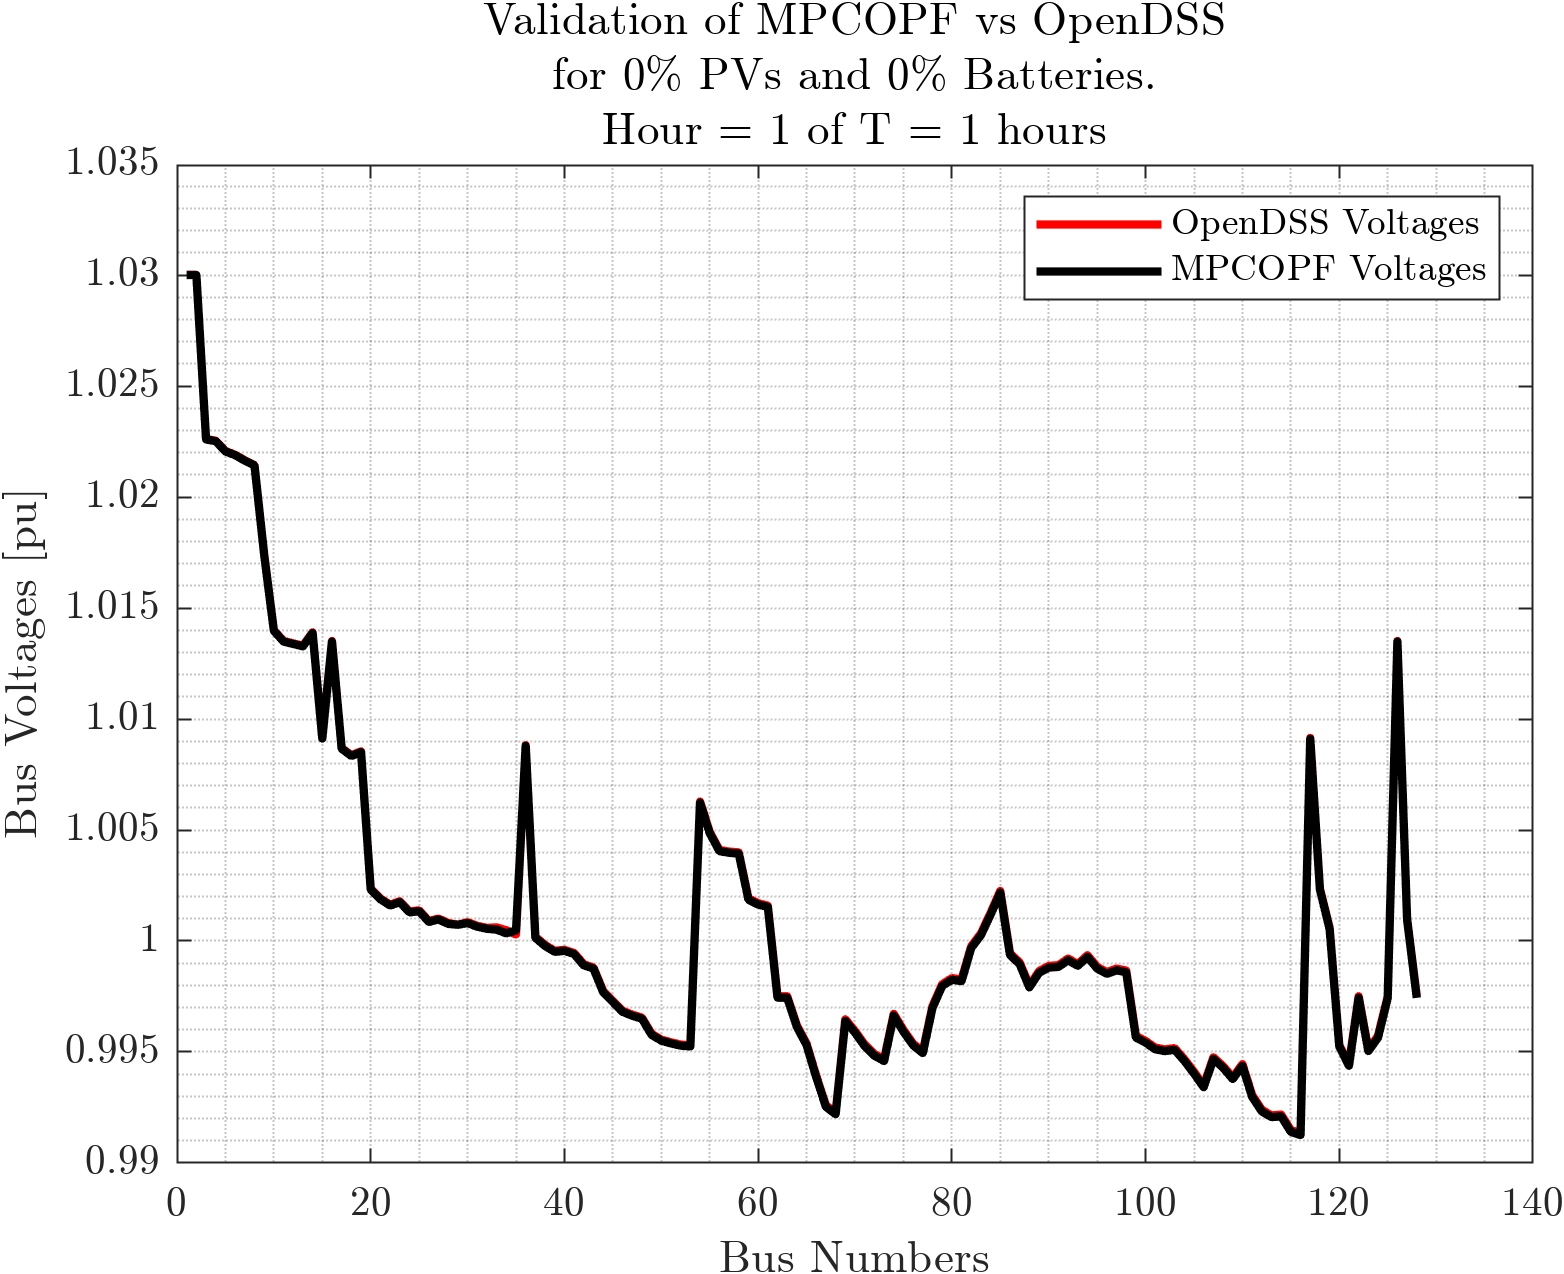 Validation of MPCOPF vs OpenDSS
for 0% PVs and 0% Batteries.
Hour = 1 of T = 1 hours
1.035
1.03
1.025
1.02
1.015
1.01
1.005
1
0.995
0.99
Bus Voltages [pu]
OpenDSS Voltages
MPCOPF Voltages
0 20 40 60 80 100 120 140
Bus Numbers